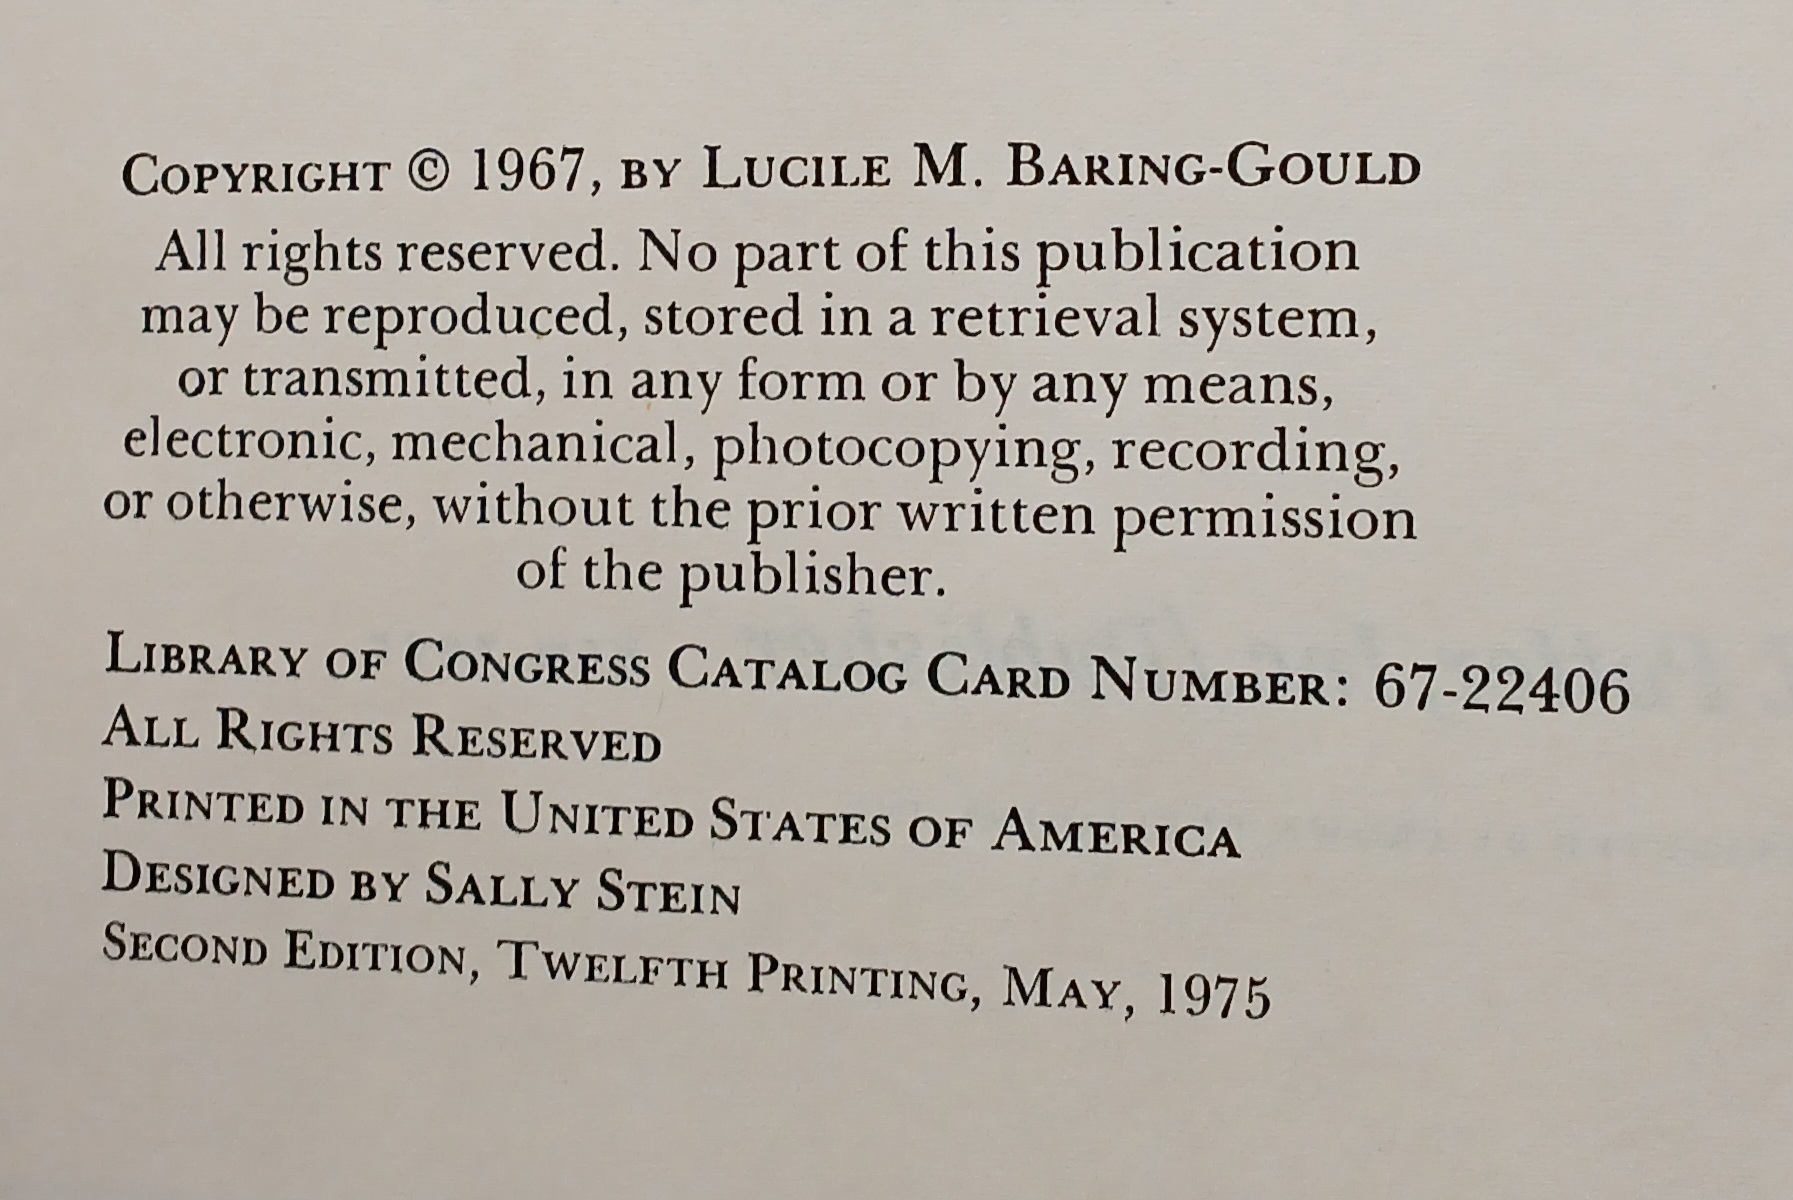 COPYRIGHT © 1967, BY LUCILE M. BARING-GOULD
All rights reserved. No part of this publication
may be reproduced, stored in a retrieval system,
or transmitted, in any form or by any means,
electronic, mechanical, photocopying, recording,
or otherwise, without the prior written permission
of the publisher.
LIBRARY OF CONGRESS CATALOG CARD NUMBER: 67-22406
ALL RIGHTS RESERVED
PRINTED IN THE UNITED STATES OF AMERICA
DESIGNED BY SALLY STEIN
SECOND EDITION, TWELFTH PRINTING, MAY, 1975